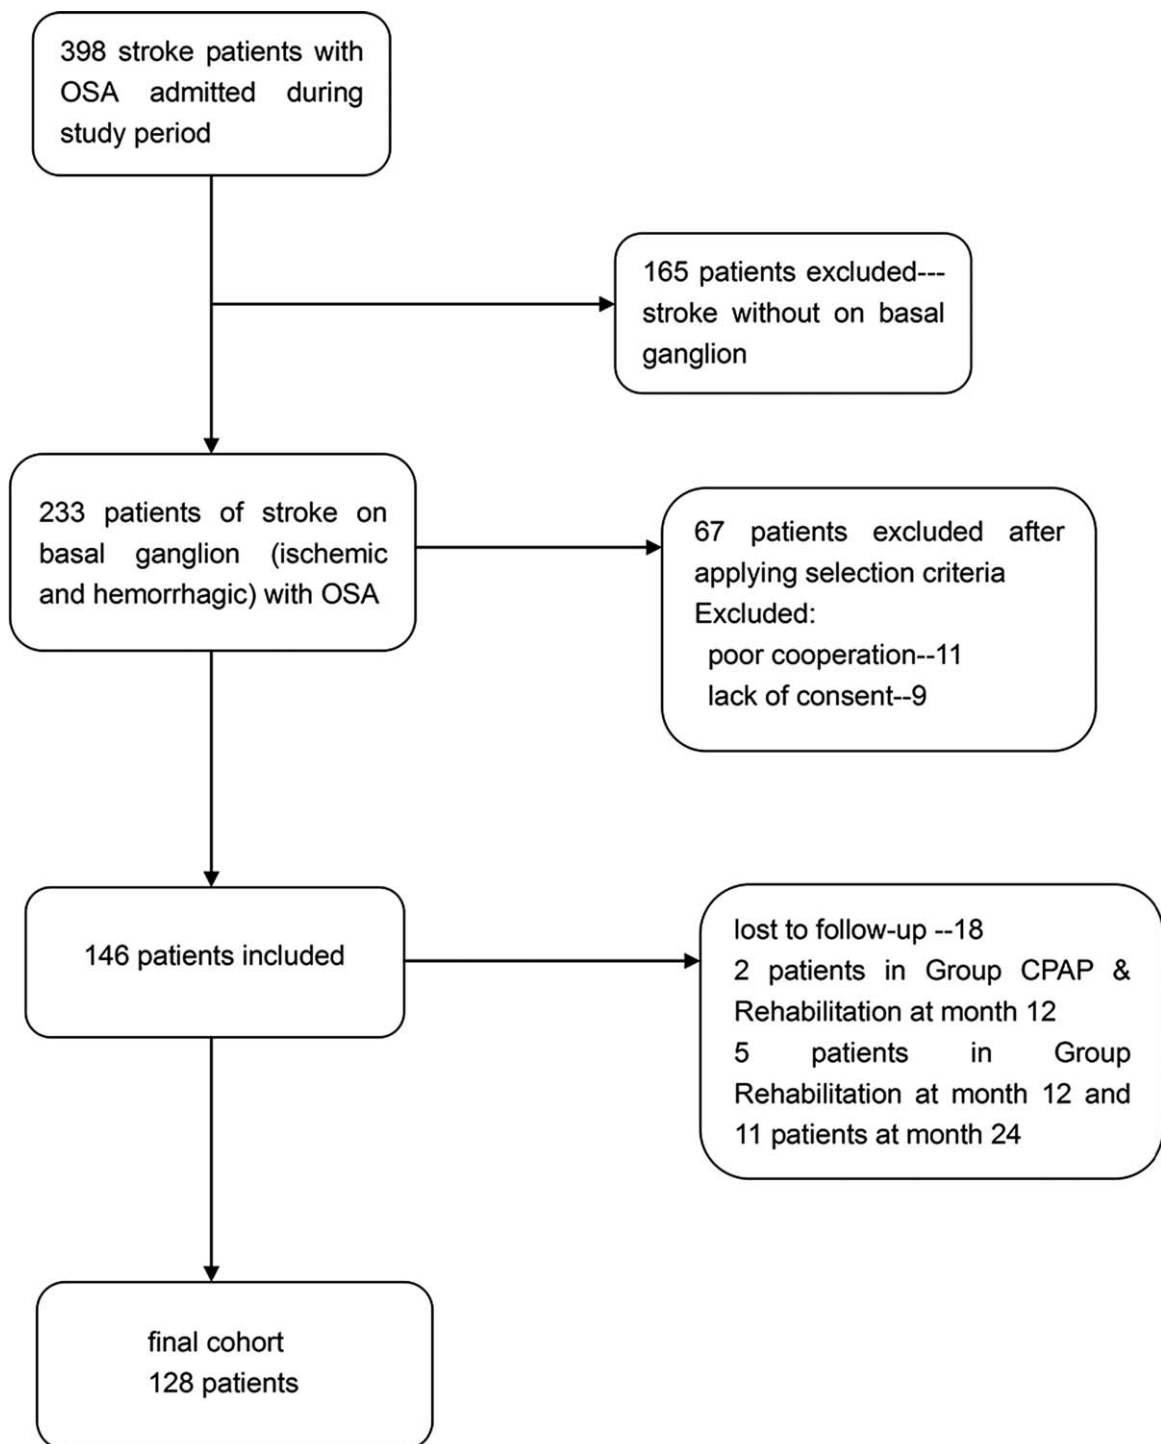 398 stroke patients with
OSA admitted during
study period
165 patients excluded---
stroke without on basal
ganglion
233 patients of stroke on
basal ganglion (ischemic
and hemorrhagic) with OSA
67 patients excluded after
applying selection criteria
Excluded:
poor cooperation--11
lack of consent--9
146 patients included
lost to follow-up --18
2 patients in Group CPAP &
Rehabilitation at month 12
5 patients in Group
Rehabilitation at month 12 and
11 patients at month 24
final cohort
128 patients